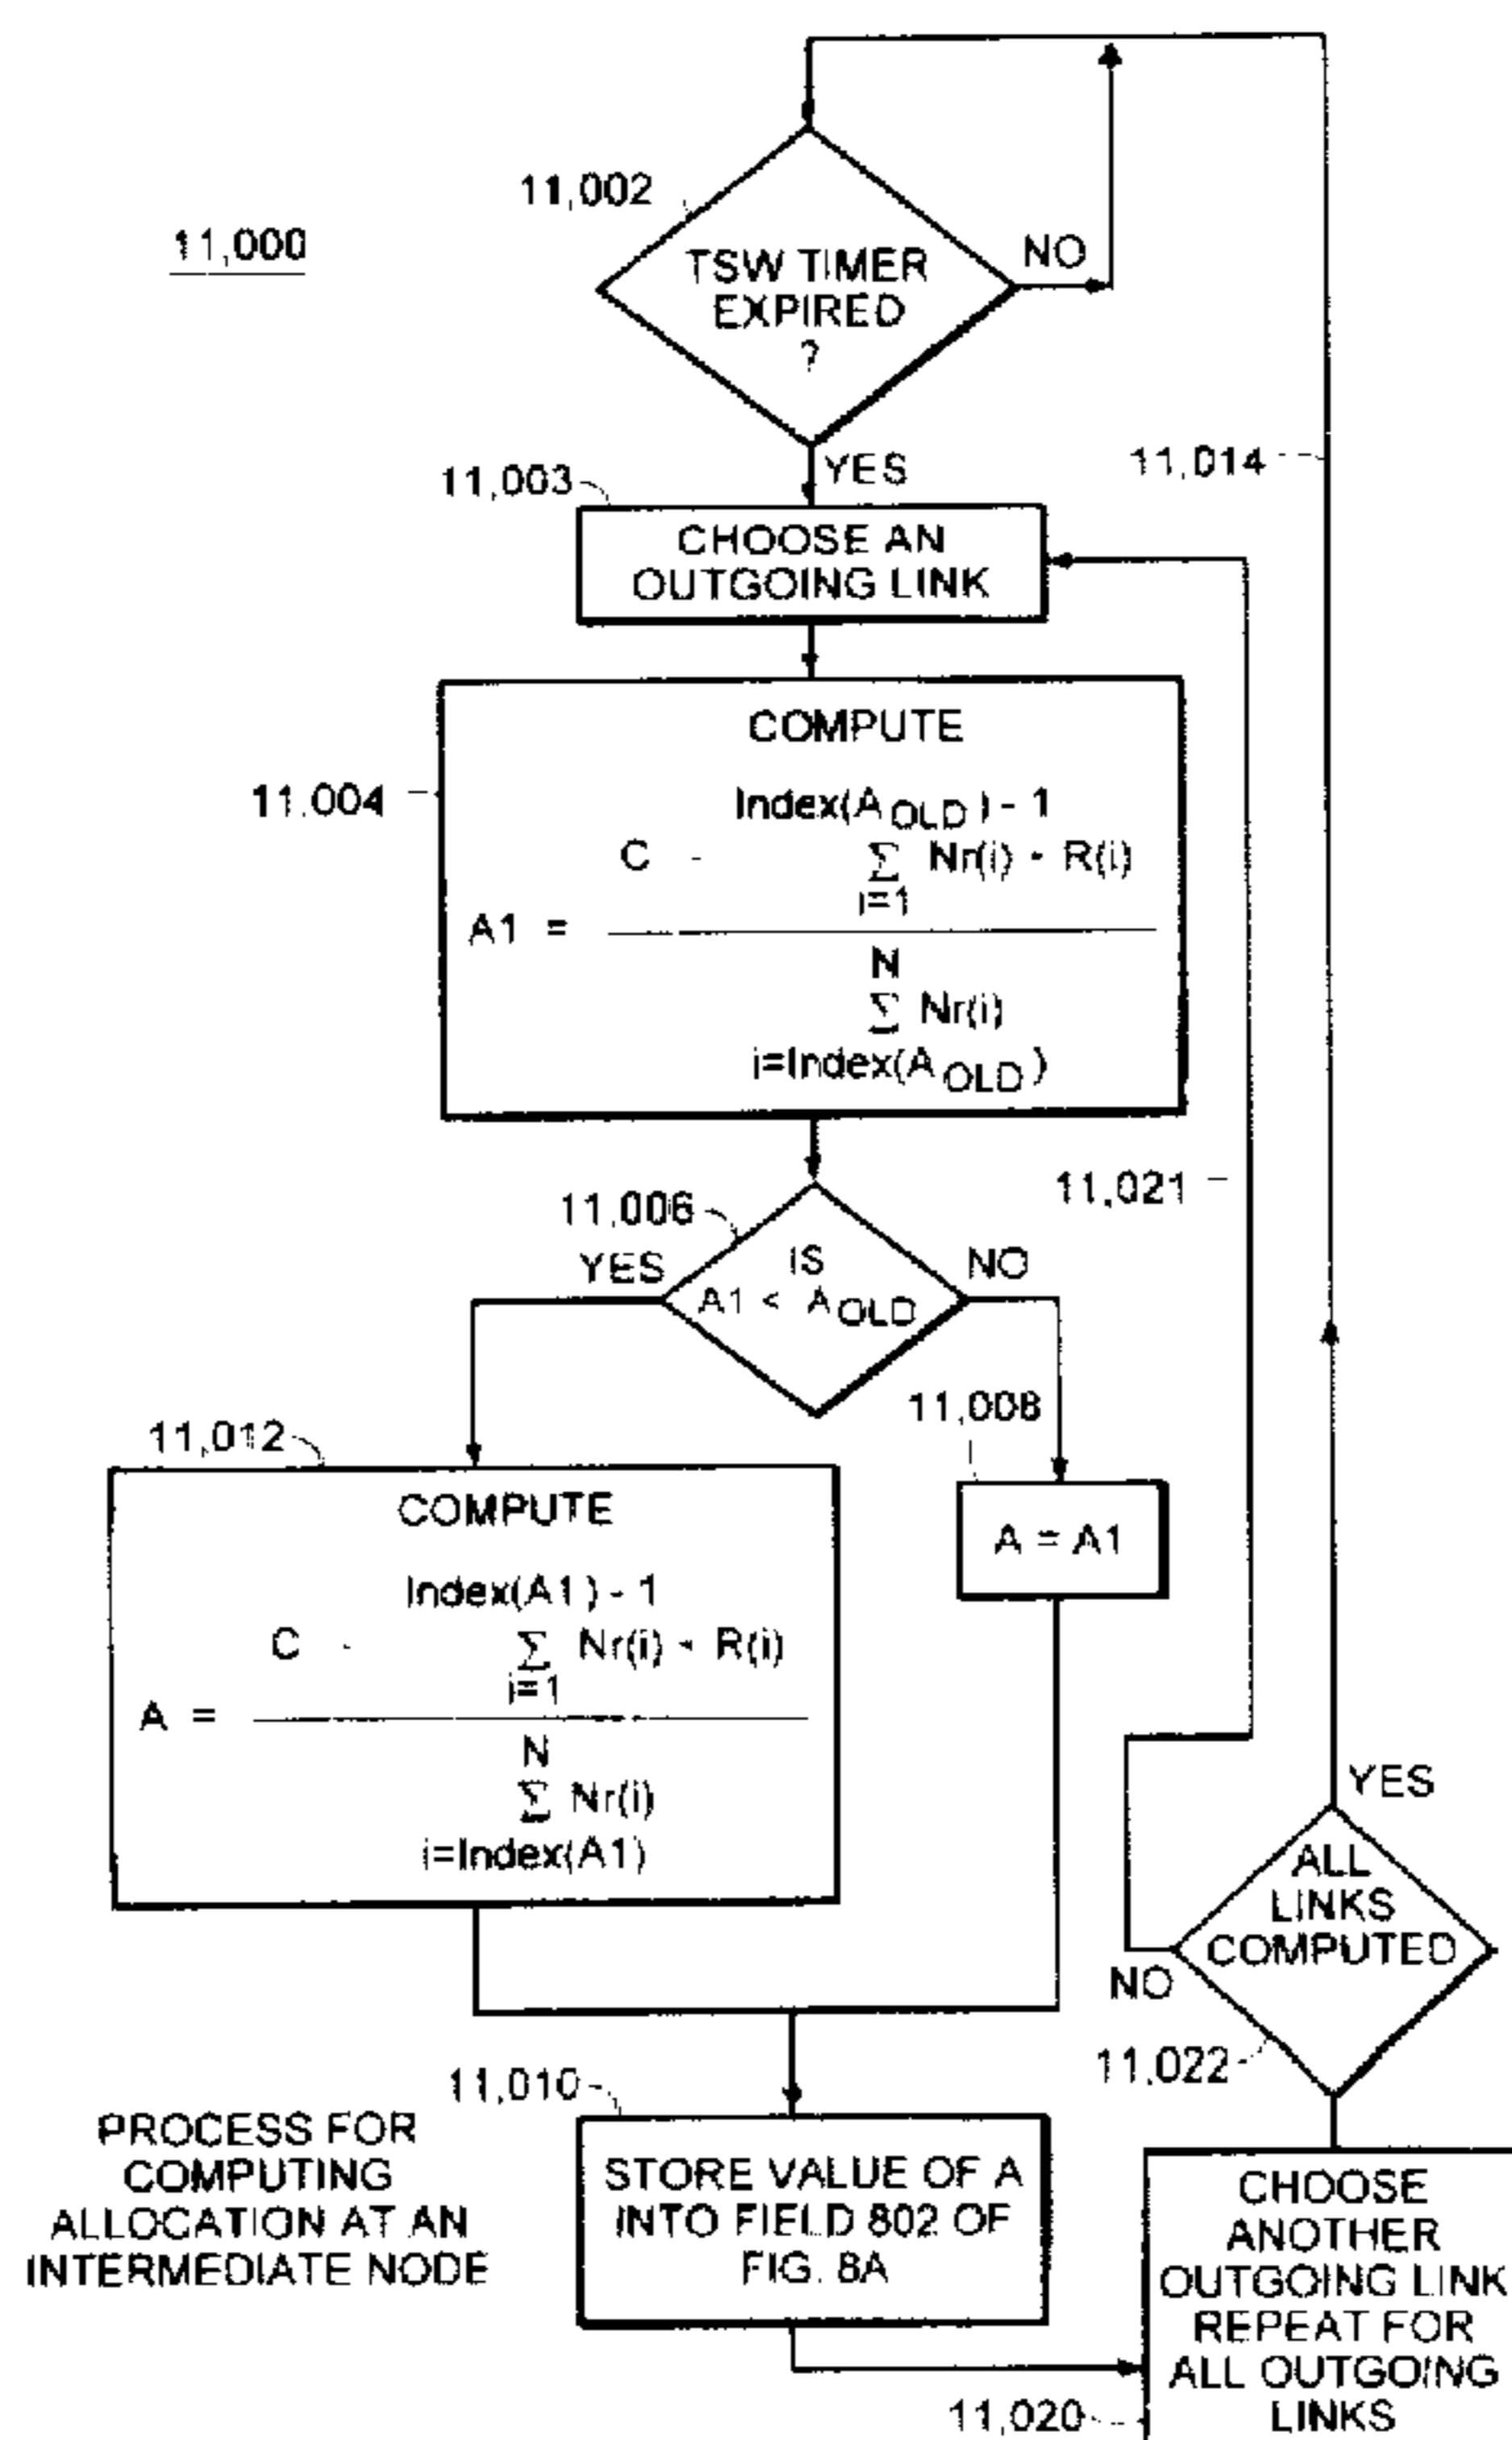 11,000
11,002
TSW TIMER
EXPIRED
?
NO
YES
11,014
11,003
CHOOSE AN
OUTGOING LINK
11.004
COMPUTE
Index(A OLD ) - 1
C - Σ Nr(i) * R(i)
i=1
A1 =
N
Σ Nr(i)
i=Index(A OLD )
11,021
11,006
YES
IS
A1 < A OLD
NO
11,008
A = A1
11,012
COMPUTE
Index(A1) - 1
C - Σ Nr(i) * R(i)
i=1
A =
N
Σ Nr(i)
i=Index(A1)
YES
ALL
LINKS
COMPUTED
NO
11,022
11,010
STORE VALUE OF A
INTO FIELD 802 OF
FIG. 8A
CHOOSE
ANOTHER
OUTGOING LINK
REPEAT FOR
ALL OUTGOING
LINKS
11,020
PROCESS FOR
COMPUTING
ALLOCATION AT AN
INTERMEDIATE NODE